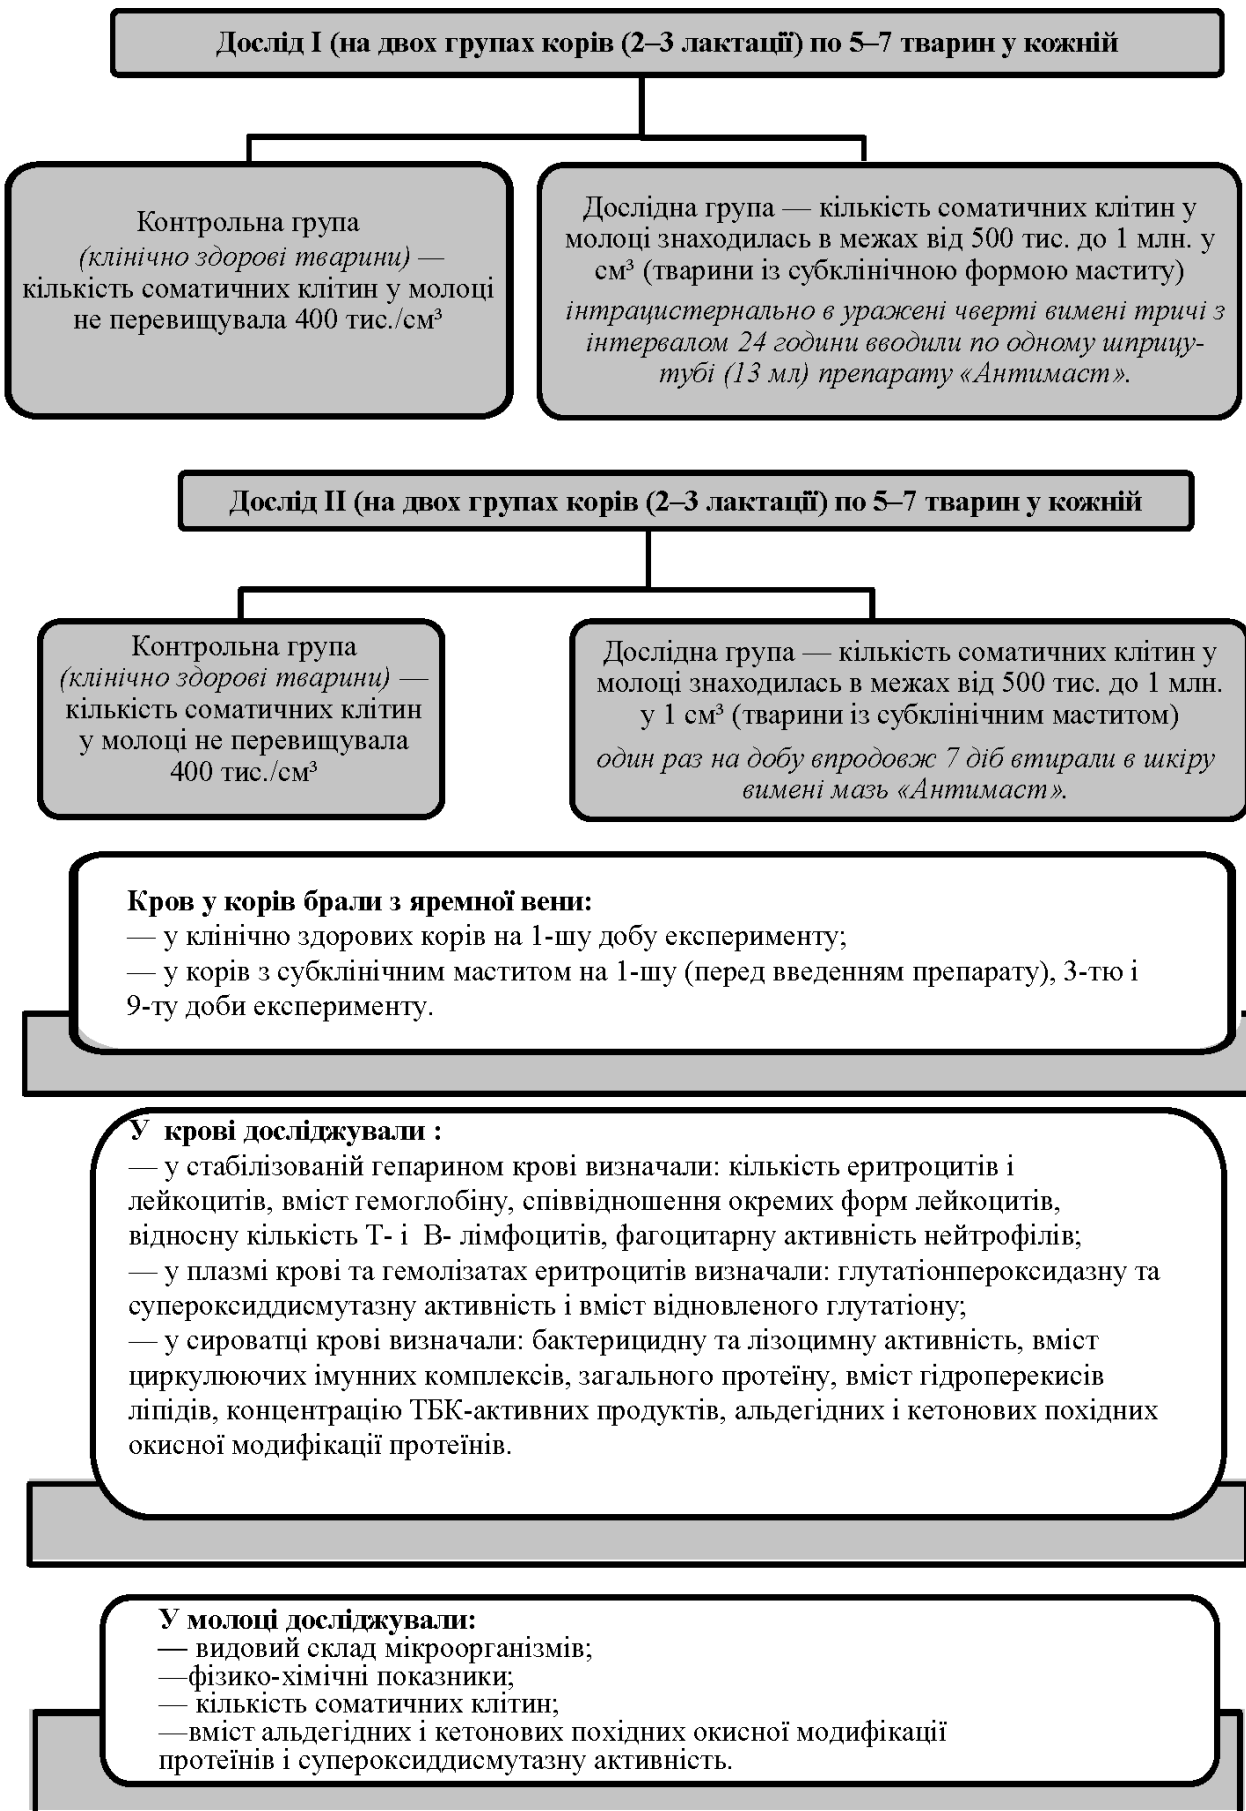 Дослід I (на двох групах корів (2–3 лактації) по 5–7 тварин у кожній
Контрольна група
(клінічно здорові тварини) —
кількість соматичних клітин у молоці
не перевищувала 400 тис./см³
Дослідна група — кількість соматичних клітин у
молоці знаходилась в межах від 500 тис. до 1 млн. у
см³ (тварини із субклінічною формою маститу)
інтрацистернально в уражені чверті вимені тричі з
інтервалом 24 години вводили по одному шприцу-
тубі (13 мл) препарату «Антимаст».
Дослід II (на двох групах корів (2–3 лактації) по 5–7 тварин у кожній
Контрольна група
(клінічно здорові тварини) —
кількість соматичних клітин
у молоці не перевищувала
400 тис./см³
Дослідна група — кількість соматичних клітин у
молоці знаходилась в межах від 500 тис. до 1 млн.
у 1 см³ (тварини із субклінічним маститом)
один раз на добу впродовж 7 діб втирали в шкіру
вимені мазь «Антимаст».
Кров у корів брали з яремної вени:
— у клінічно здорових корів на 1-шу добу експерименту;
— у корів з субклінічним маститом на 1-шу (перед введенням препарату), 3-тю і
9-ту доби експерименту.
У крові досліджували :
— у стабілізованій гепарином крові визначали: кількість еритроцитів і
лейкоцитів, вміст гемоглобіну, співвідношення окремих форм лейкоцитів,
відносну кількість Т- і В- лімфоцитів, фагоцитарну активність нейтрофілів;
— у плазмі крові та гемолізатах еритроцитів визначали: глутатіонпероксидазну та
супероксиддисмутазну активність і вміст відновленого глутатіону;
— у сироватці крові визначали: бактерицидну та лізоцимну активність, вміст
циркулюючих імунних комплексів, загального протеїну, вміст гідроперекисів
ліпідів, концентрацію ТБК-активних продуктів, альдегідних і кетонових похідних
окисної модифікації протеїнів.
У молоці досліджували:
— видовий склад мікроорганізмів;
—фізико-хімічні показники;
— кількість соматичних клітин;
—вміст альдегідних і кетонових похідних окисної модифікації
протеїнів і супероксиддисмутазну активність.